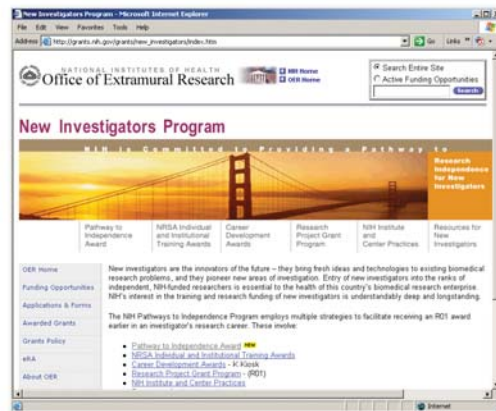 New Investigators Program - Microsoft Internet Explorer
File Edit View Favorites Tools Help
Address http://grants.nih.gov/grants/new_investigators/index.htm Go Links
NATIONAL INSTITUTES OF HEALTH
Office of Extramural Research
NIH Home
OER Home
Search Entire Site
Active Funding Opportunities
Search
New Investigators Program
NIH is Committed to Providing a Pathway to
Research
Independence
for New
Investigators
Pathway to
Independence
Award
NRSA Individual
and Institutional
Training Awards
Career
Development
Awards
Research
Project Grant
Program
NIH Institute
and
Center Practices
Resources for
New
Investigators
OER Home
Funding Opportunities
Applications & Forms
Awarded Grants
Grants Policy
eRA
About OER
New investigators are the innovators of the future - they bring fresh ideas and technologies to existing biomedical
research problems, and they pioneer new areas of investigation. Entry of new investigators into the ranks of
independent, NIH-funded researchers is essential to the health of this country's biomedical research enterprise.
NIH's interest in the training and research funding of new investigators is understandably deep and longstanding.
The NIH Pathways to Independence Program employs multiple strategies to facilitate receiving an R01 award
earlier in an investigator's research career. These involve:
• Pathway to Independence Award NEW
• NRSA Individual and Institutional Training Awards
• Career Development Awards - K Kiosk
• Research Project Grant Program - (R01)
• NIH Institute and Center Practices
Internet